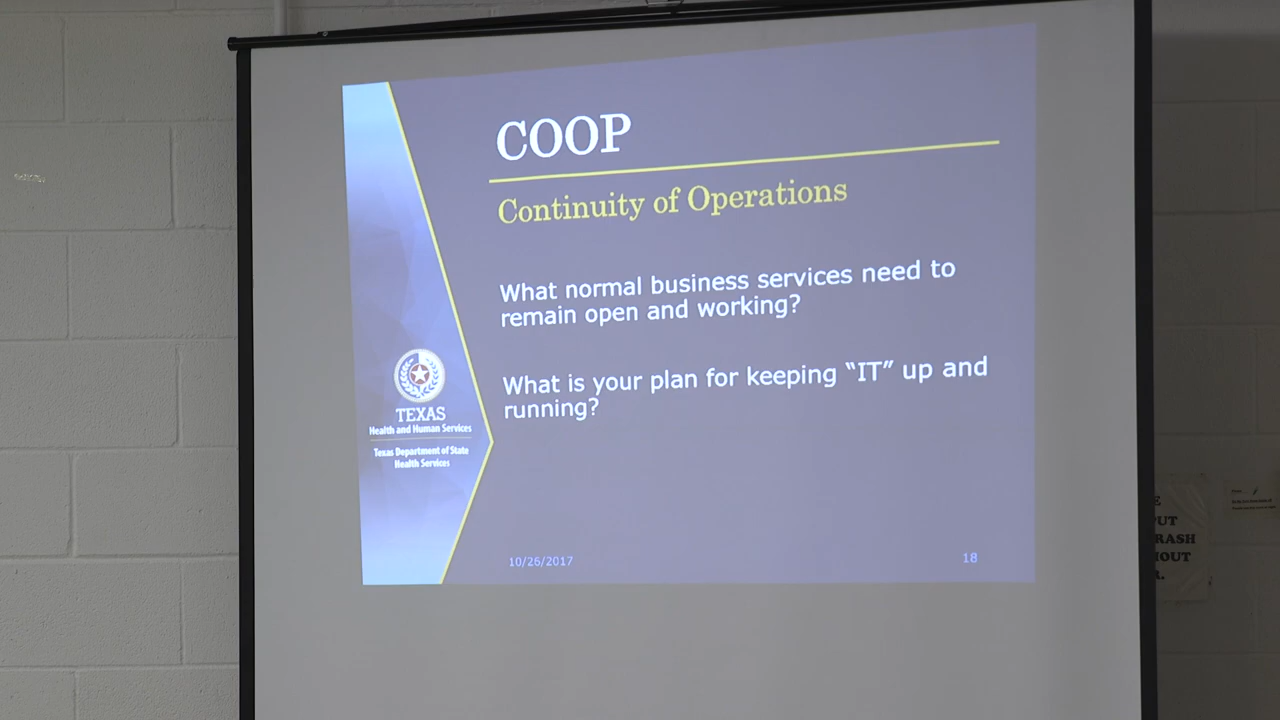 COOP
Continuity of Operations
What normal business services need to
remain open and working?
What is your plan for keeping “IT” up and
running?
TEXAS
Health and Human Services
Texas Department of State
Health Services
10/26/2017
18
PUT
RASH